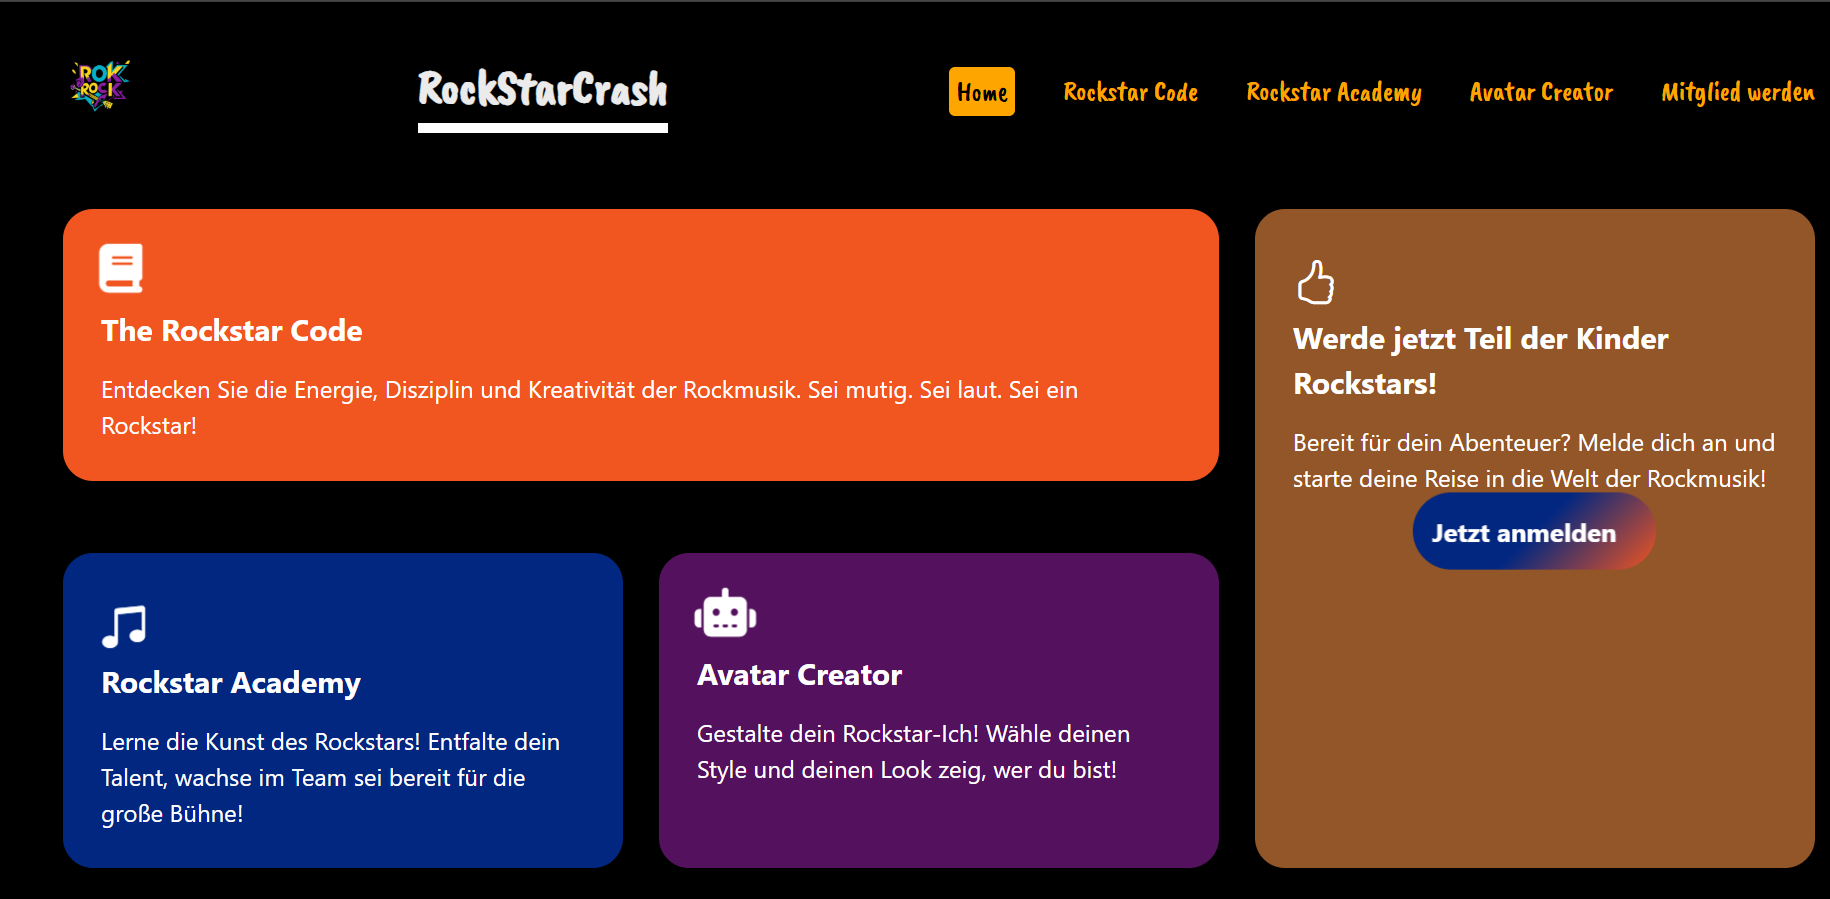 ROK
ROCK
RockStarCrash
Home
Rockstar Code
Rockstar Academy
Avatar Creator
Mitglied werden
The Rockstar Code
Entdecken Sie die Energie, Disziplin und Kreativität der Rockmusik. Sei mutig. Sei laut. Sei ein
Rockstar!
Werde jetzt Teil der Kinder
Rockstars!
Bereit für dein Abenteuer? Melde dich an und
starte deine Reise in die Welt der Rockmusik!
Jetzt anmelden
Rockstar Academy
Lerne die Kunst des Rockstars! Entfalte dein
Talent, wachse im Team sei bereit für die
große Bühne!
Avatar Creator
Gestalte dein Rockstar-Ich! Wähle deinen
Style und deinen Look zeig, wer du bist!